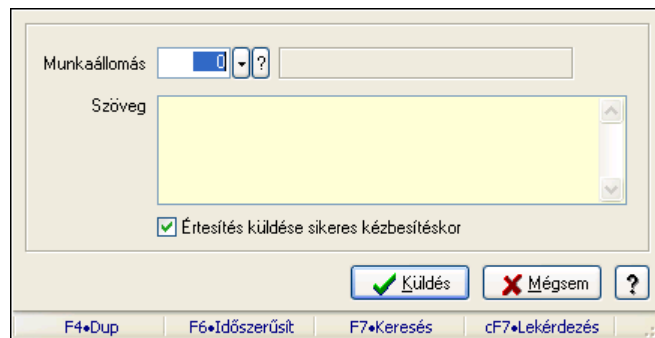 Munkaállomás 0 ?
Szöveg
Értesítés küldése sikeres kézbesítéskor
Küldés Mégsem ?
F4•Dup F6•Időszerűsít F7•Keresés cF7•Lekérdezés